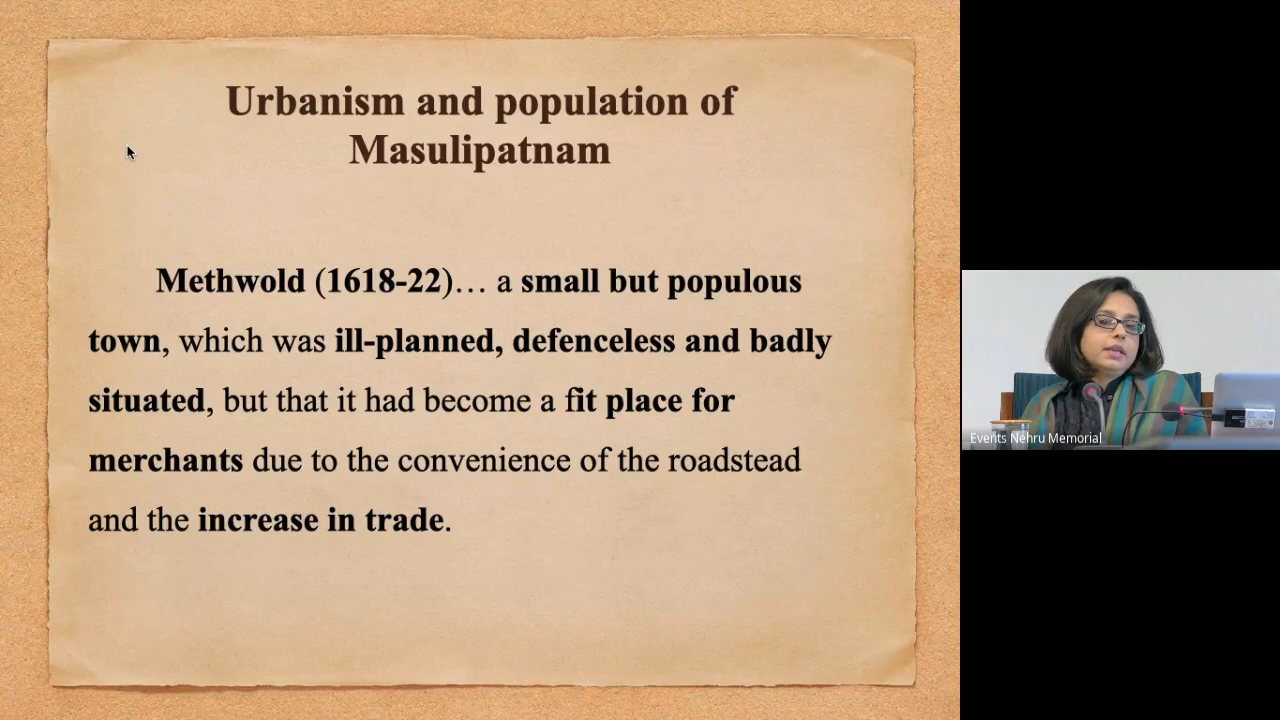 Urbanism and population of
Masulipatnam
Methwold (1618-22)… a small but populous
town, which was ill-planned, defenceless and badly
situated, but that it had become a fit place for
merchants due to the convenience of the roadstead
and the increase in trade.
Events Nehru Memorial